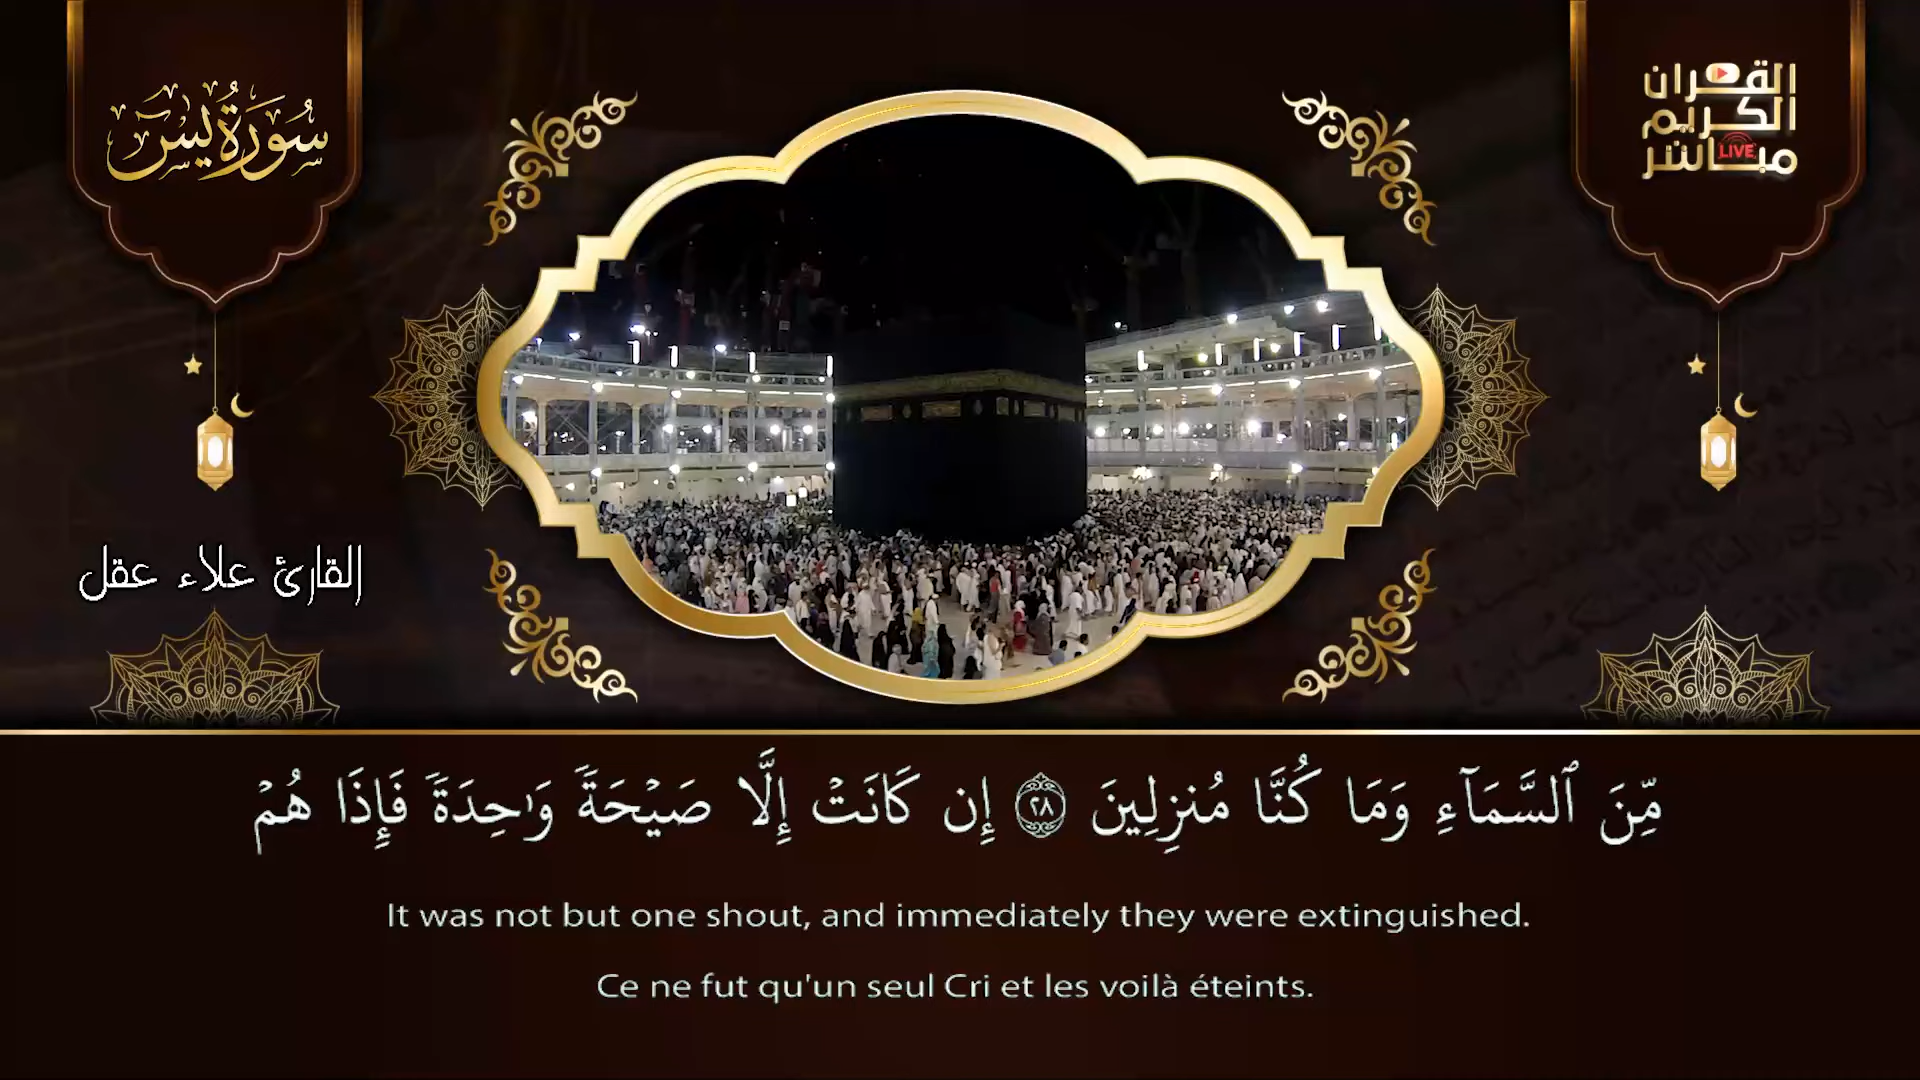 سُورَةُ يس
القرآن
الكريم
مباشر
LIVE
القارئ علاء عقل
مِّنَ ٱلسَّمَآءِ وَمَا كُنَّا مُنزِلِينَ ٢٨ إِن كَانَتْ إِلَّا صَيْحَةً وَٰحِدَةً فَإِذَا هُمْ
It was not but one shout, and immediately they were extinguished.
Ce ne fut qu'un seul Cri et les voilà éteints.